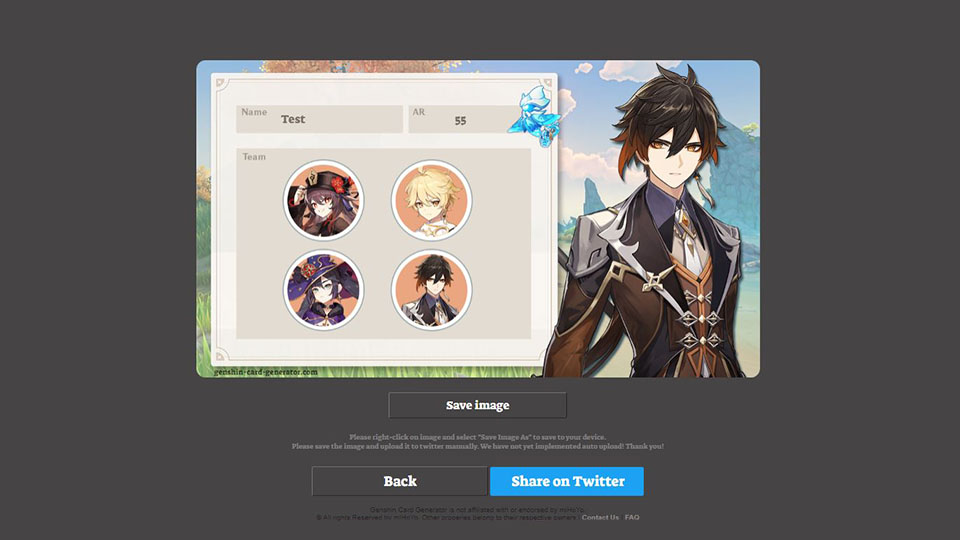 Name
Test
AR
55
Team
genshin-card-generator.com
Save image
Please right-click on image and select "Save Image As" to save to your device.
Please save the image and upload it to twitter manually. We have not yet implemented auto upload! Thank you!
Back
Share on Twitter
Genshin Card Generator is not affiliated with or endorsed by miHoYo.
© All rights Reserved by miHoYo. Other properies belong to their respective owners. Contact Us FAQ